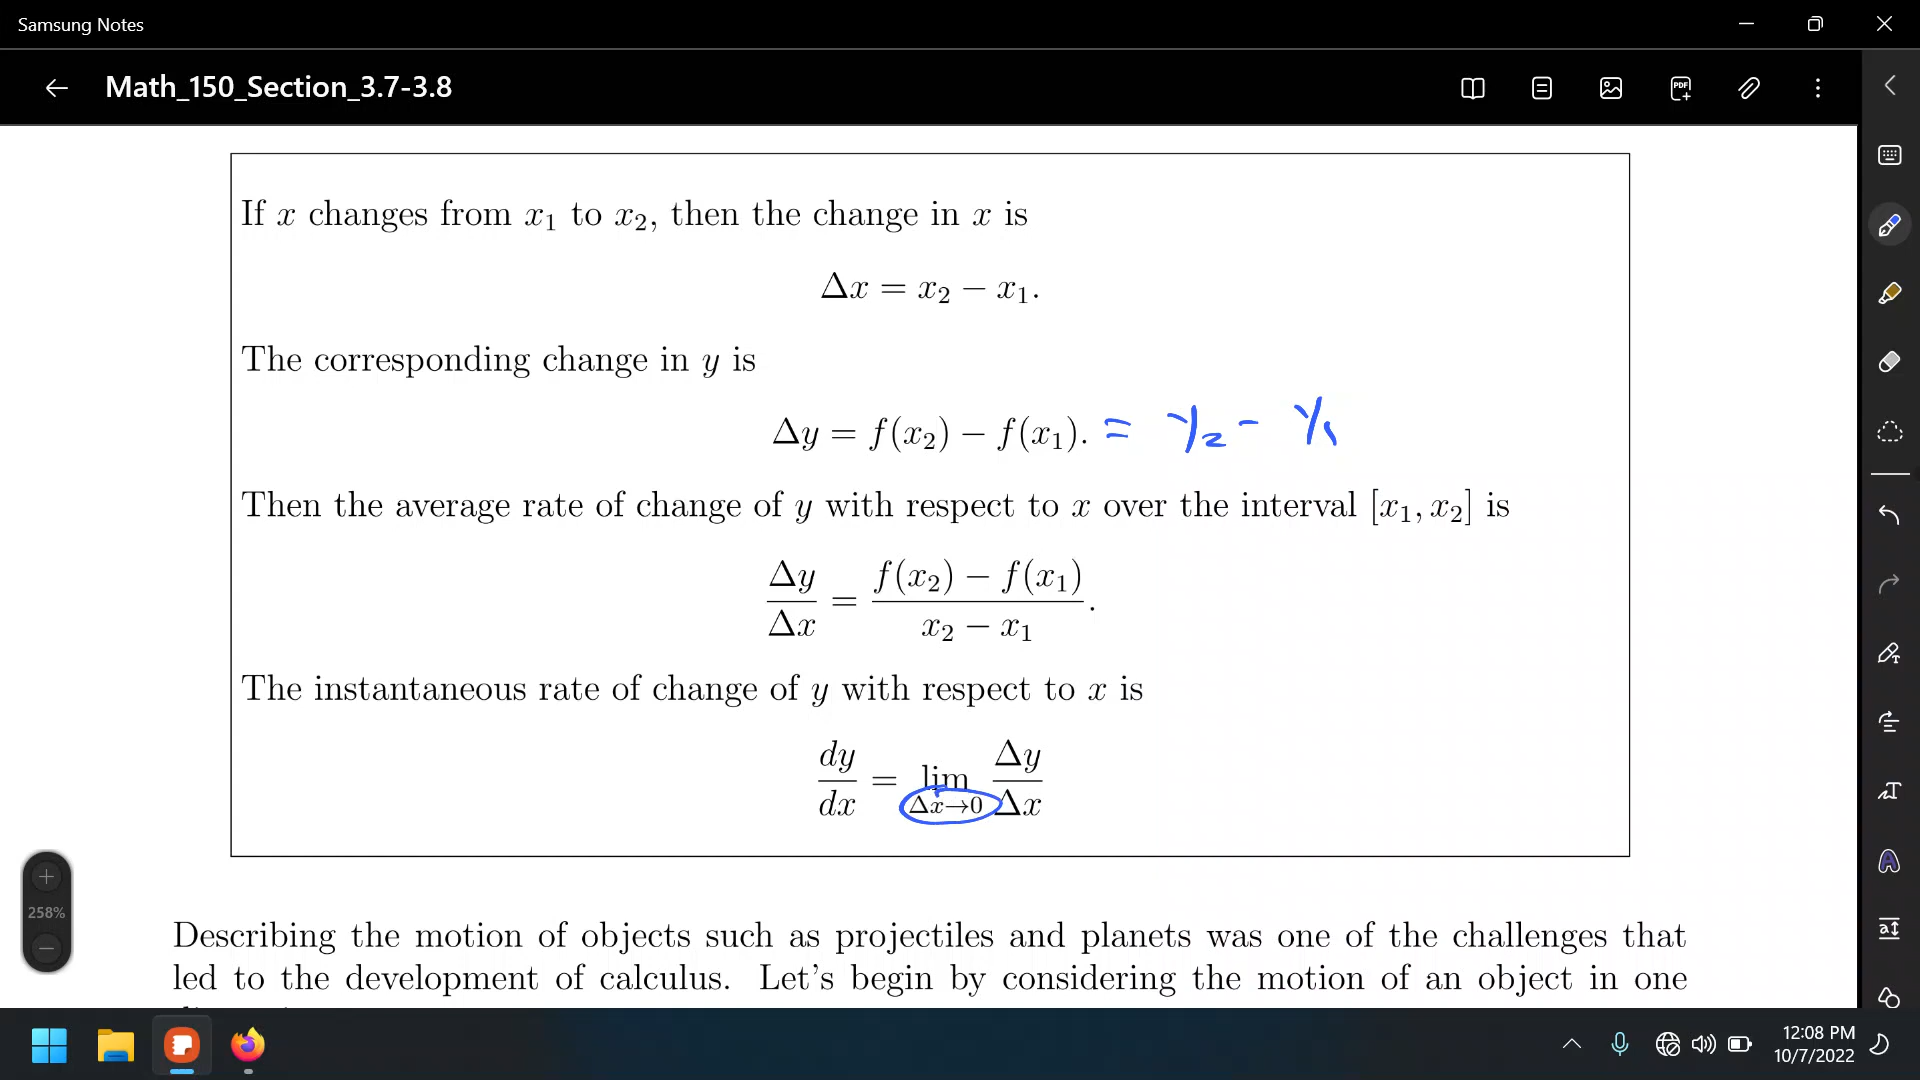 Samsung Notes
Math_150_Section_3.7-3.8
PDF
If x changes from x₁ to x₂, then the change in x is
Δx = x₂ − x₁.
The corresponding change in y is
Δy = f(x₂) − f(x₁). = y₂ - y₁
Then the average rate of change of y with respect to x over the interval [x₁, x₂] is
Δy/Δx = (f(x₂) − f(x₁))/(x₂ − x₁).
The instantaneous rate of change of y with respect to x is
dy/dx = lim Δx→0 Δy/Δx
258%
Describing the motion of objects such as projectiles and planets was one of the challenges that
led to the development of calculus. Let's begin by considering the motion of an object in one
12:08 PM
10/7/2022